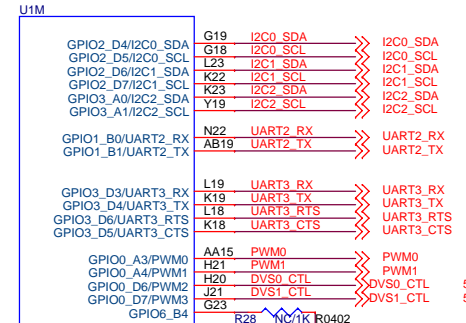 U1M
GPIO2_D4/I2C0_SDA G19 I2C0_SDA I2C0_SDA
GPIO2_D5/I2C0_SCL G18 I2C0_SCL I2C0_SCL
GPIO2_D6/I2C1_SDA L23 I2C1_SDA I2C1_SDA
GPIO2_D7/I2C1_SCL K22 I2C1_SCL I2C1_SCL
GPIO3_A0/I2C2_SDA K23 I2C2_SDA I2C2_SDA
GPIO3_A1/I2C2_SCL Y19 I2C2_SCL I2C2_SCL
GPIO1_B0/UART2_RX N22 UART2_RX UART2_RX
GPIO1_B1/UART2_TX AB19 UART2_TX UART2_TX
GPIO3_D3/UART3_RX L19 UART3_RX UART3_RX
GPIO3_D4/UART3_TX K19 UART3_TX UART3_TX
GPIO3_D6/UART3_RTS L18 UART3_RTS UART3_RTS
GPIO3_D5/UART3_CTS K18 UART3_CTS UART3_CTS
GPIO0_A3/PWM0 AA15 PWM0 PWM0
GPIO0_A4/PWM1 H21 PWM1 PWM1
GPIO0_D6/PWM2 H20 DVS0_CTL DVS0_CTL
GPIO0_D7/PWM3 J21 DVS1_CTL DVS1_CTL
GPIO6_B4 G23
R28 NC/1K R0402